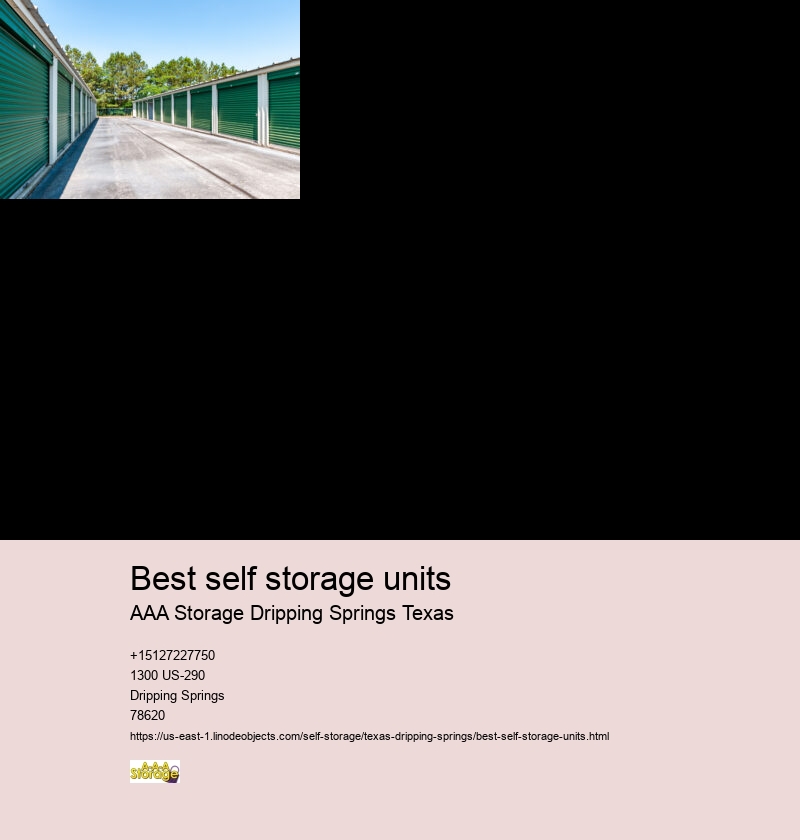 Best self storage units
AAA Storage Dripping Springs Texas
+15127227750
1300 US-290
Dripping Springs
78620
https://us-east-1.linodeobjects.com/self-storage/texas-dripping-springs/best-self-storage-units.html
A-A-A
Storage